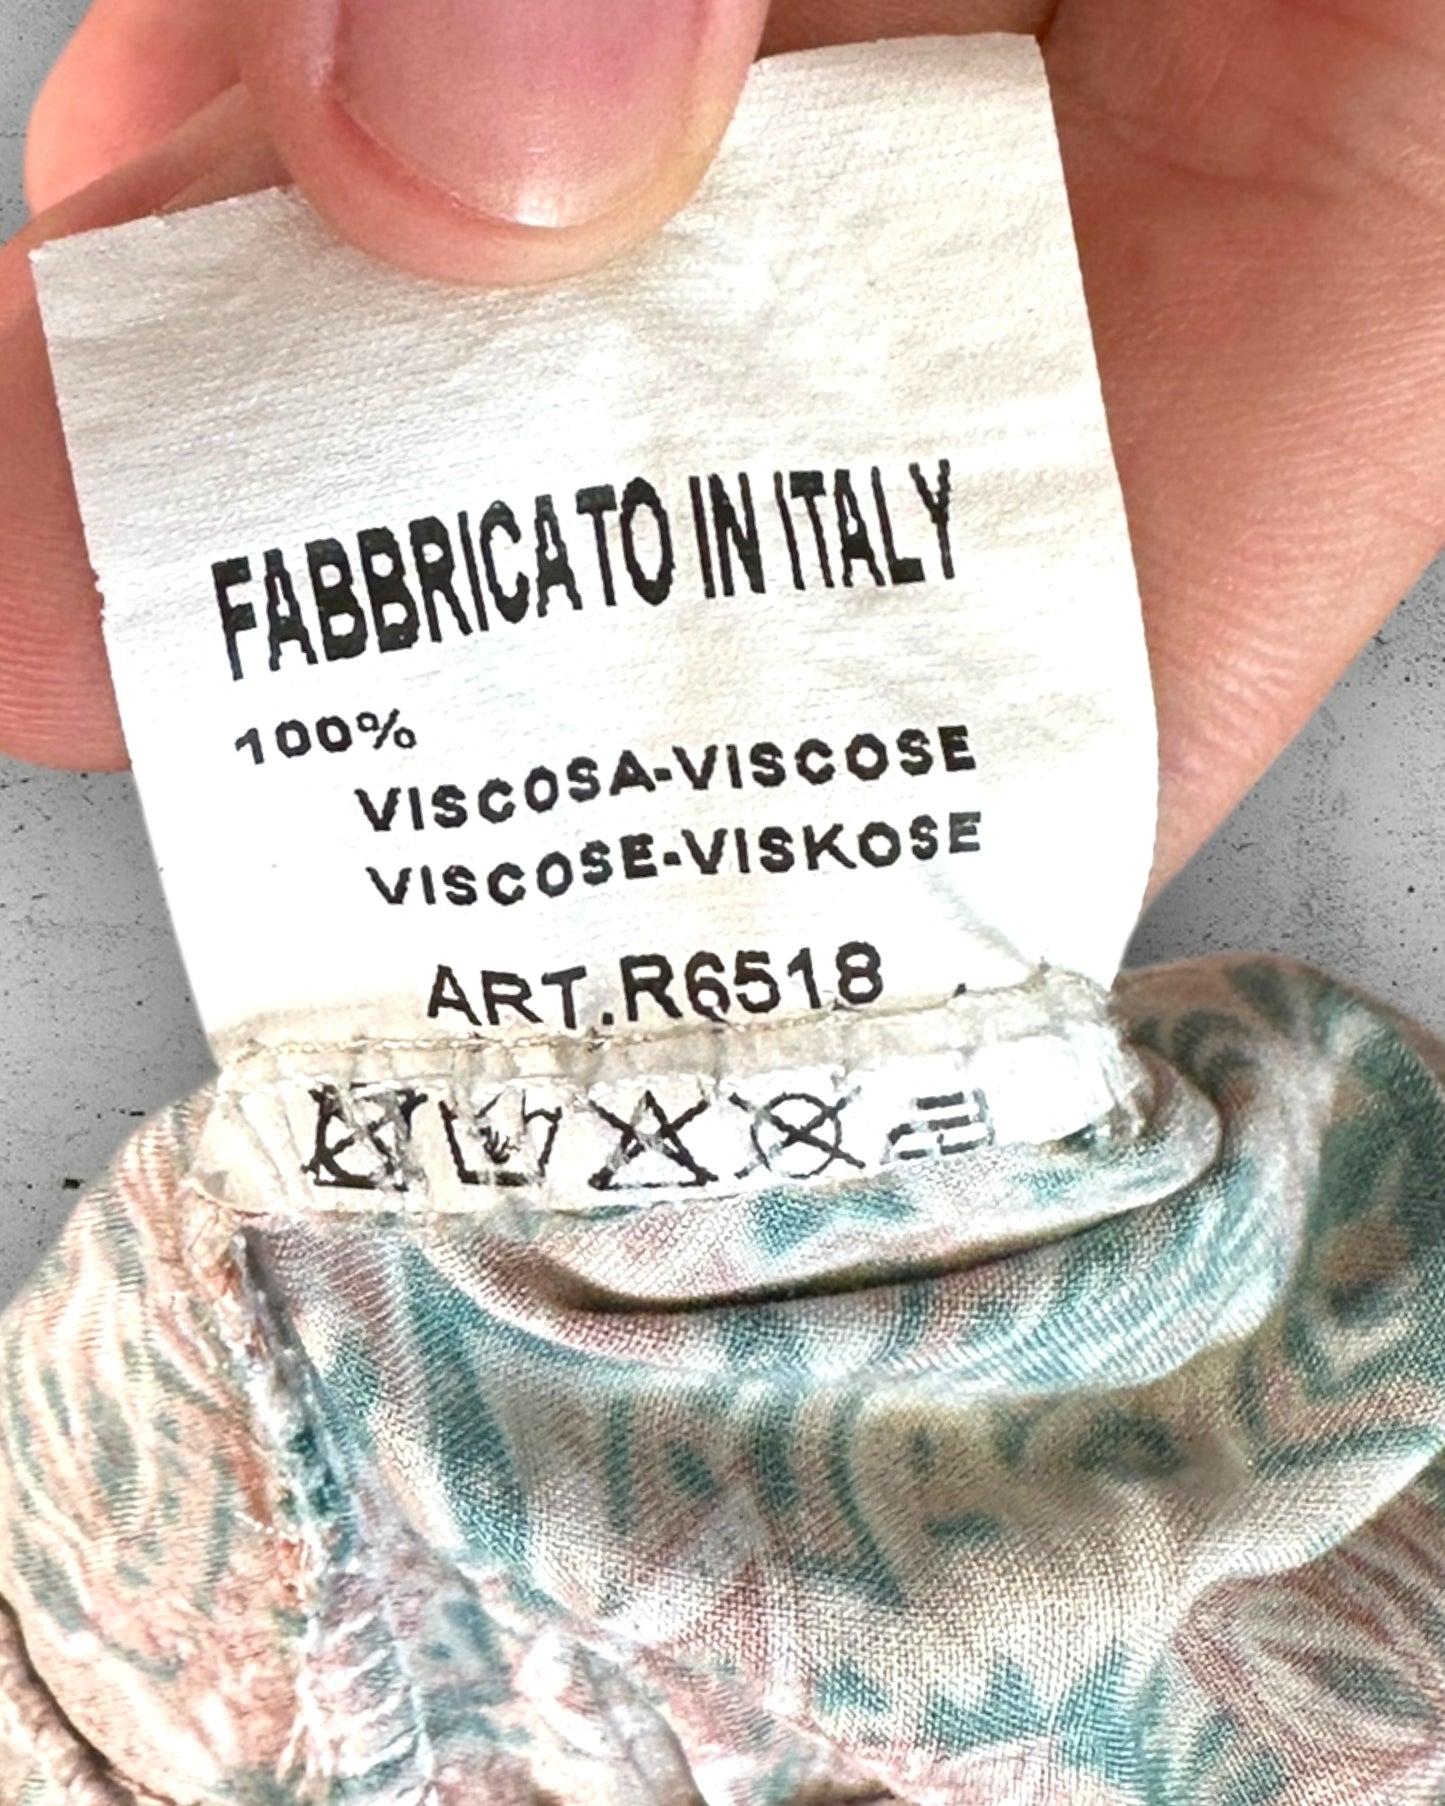 FABBRICATO IN ITALY
100%
VISCOSA-VISCOSE
VISCOSE-VISKOSE
ART.R6518